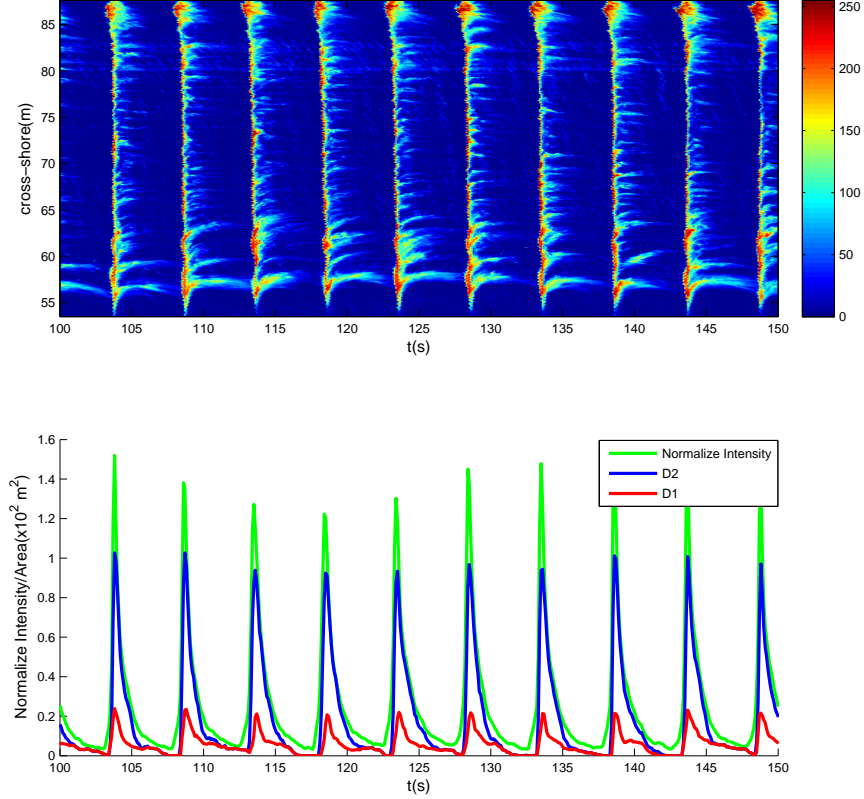 85
80
75
70
65
60
55
cross−shore(m)
100 105 110 115 120 125 130 135 140 145 150
t(s)
250
200
150
100
50
0
1.6
1.4
1.2
1
0.8
0.6
0.4
0.2
0
Normalize Intensity/Area(x10² m²)
Normalize Intensity
D2
D1
100 105 110 115 120 125 130 135 140 145 150
t(s)